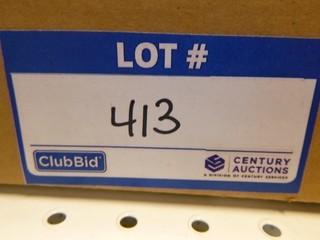 LOT #
413
ClubBid
CENTURY
AUCTIONS
A DIVISION OF CENTURY SERVICES